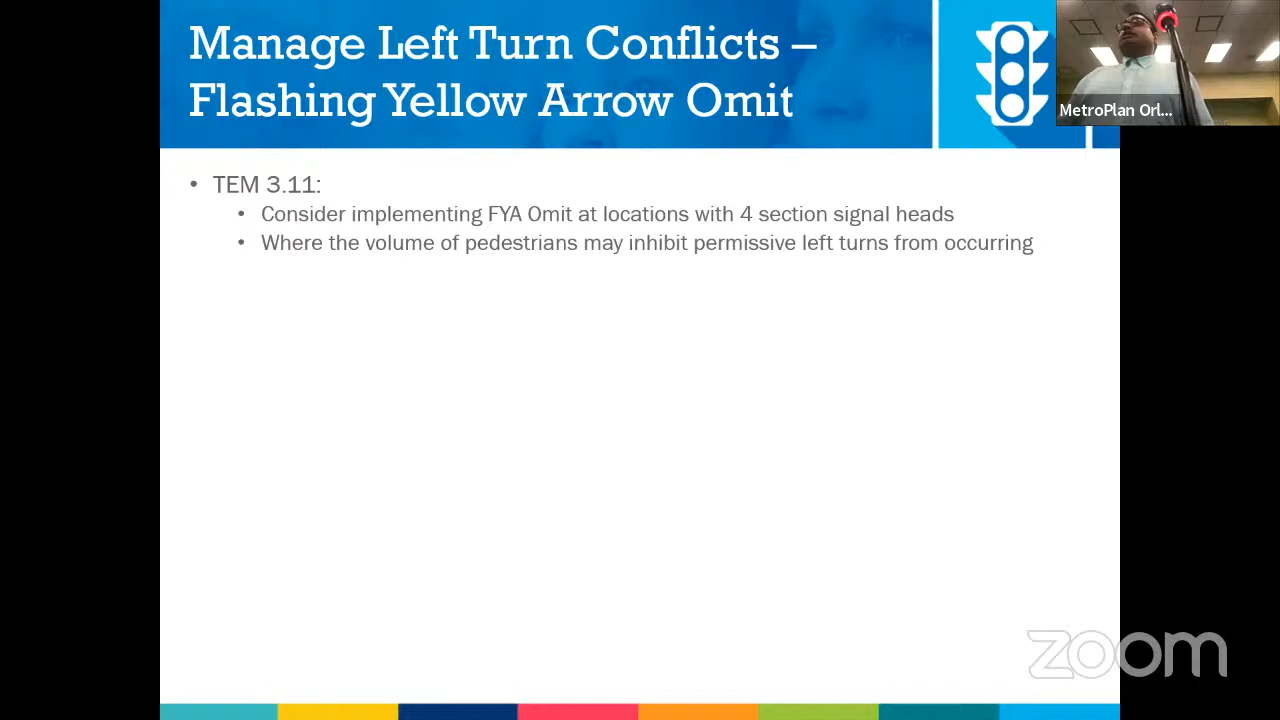 Manage Left Turn Conflicts –
Flashing Yellow Arrow Omit
MetroPlan Orl...
• TEM 3.11:
• Consider implementing FYA Omit at locations with 4 section signal heads
• Where the volume of pedestrians may inhibit permissive left turns from occurring
zoom